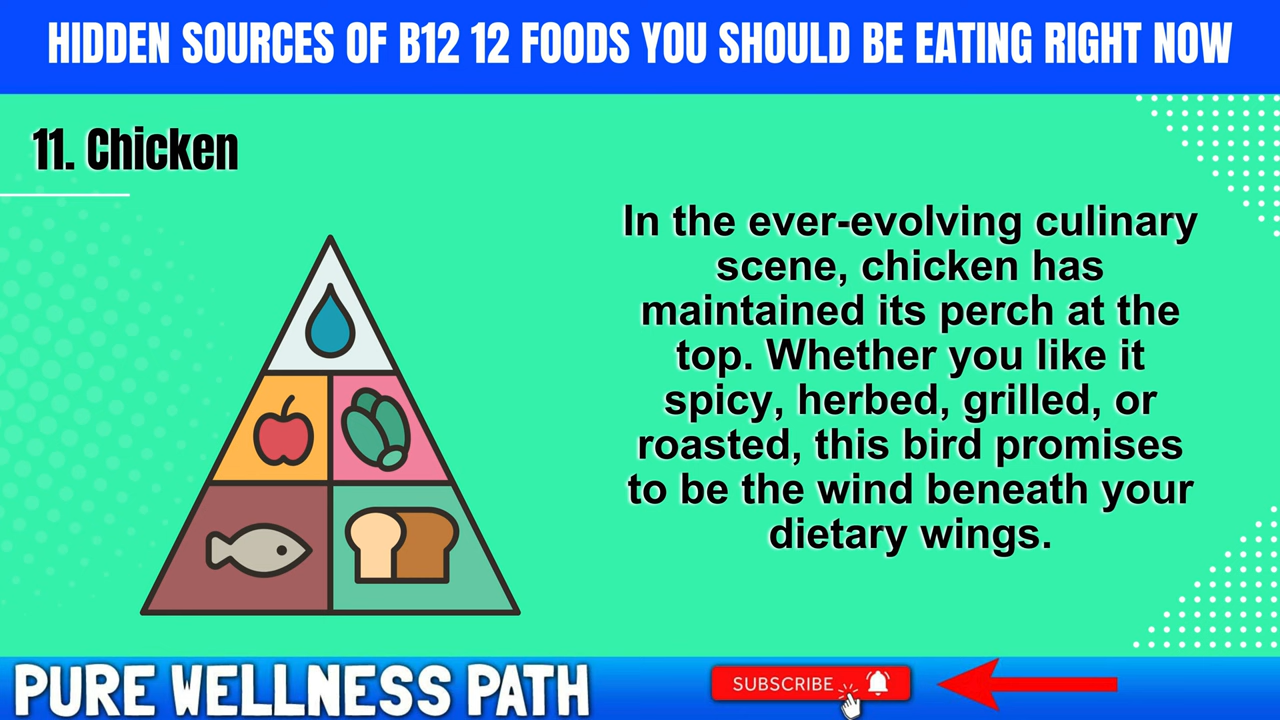 HIDDEN SOURCES OF B12 12 FOODS YOU SHOULD BE EATING RIGHT NOW
11. Chicken
In the ever-evolving culinary
scene, chicken has
maintained its perch at the
top. Whether you like it
spicy, herbed, grilled, or
roasted, this bird promises
to be the wind beneath your
dietary wings.
PURE WELLNESS PATH
SUBSCRIBE